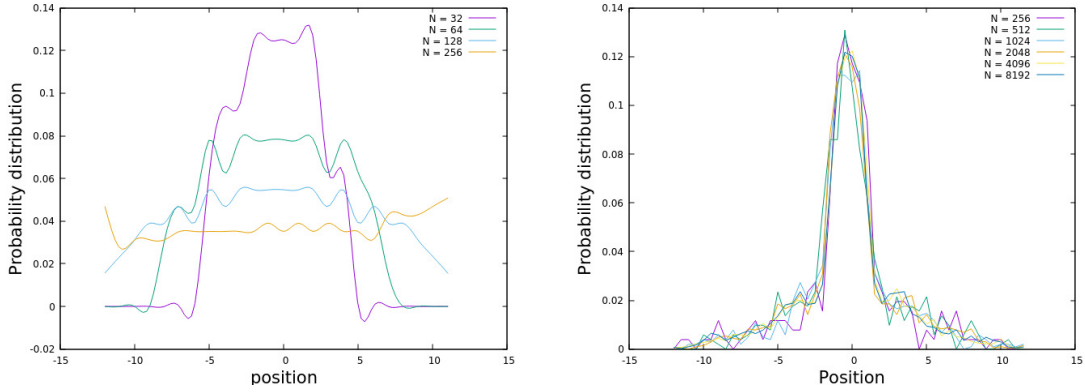 0.14
0.12
0.1
0.08
0.06
0.04
0.02
0
-0.02
-15
-10
-5
0
5
10
15
Probability distribution
position
N = 32
N = 64
N = 128
N = 256
0.14
0.12
0.1
0.08
0.06
0.04
0.02
0
-15
-10
-5
0
5
10
15
Probability distribution
Position
N = 256
N = 512
N = 1024
N = 2048
N = 4096
N = 8192